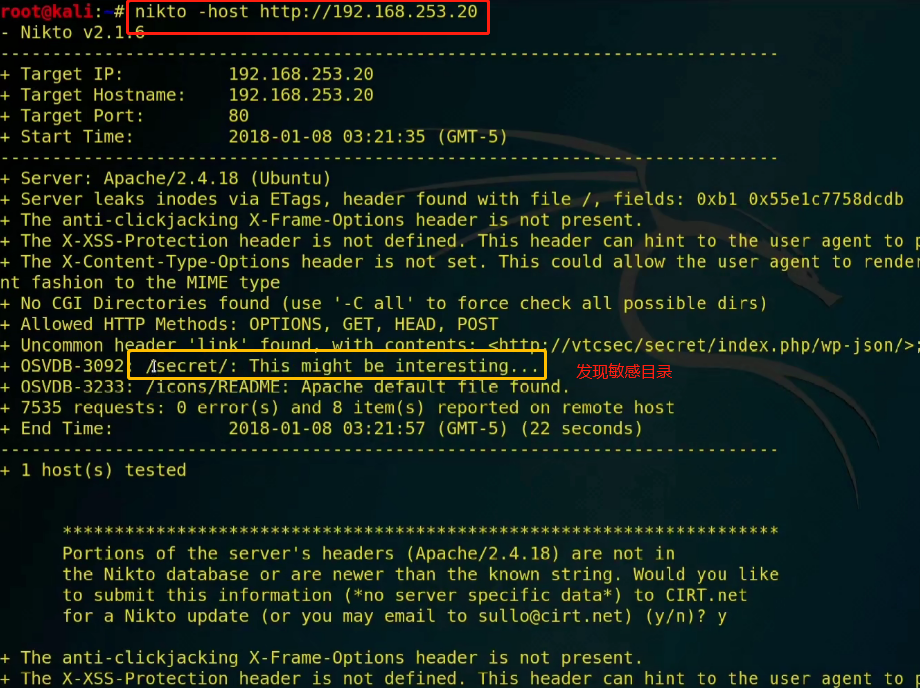 root@kali:~# nikto -host http://192.168.253.20
- Nikto v2.1.6
---------------------------------------------------------------------------
+ Target IP:          192.168.253.20
+ Target Hostname:    192.168.253.20
+ Target Port:        80
+ Start Time:         2018-01-08 03:21:35 (GMT-5)
---------------------------------------------------------------------------
+ Server: Apache/2.4.18 (Ubuntu)
+ Server leaks inodes via ETags, header found with file /, fields: 0xb1 0x55e1c7758dcdb
+ The anti-clickjacking X-Frame-Options header is not present.
+ The X-XSS-Protection header is not defined. This header can hint to the user agent to p
+ The X-Content-Type-Options header is not set. This could allow the user agent to render
nt fashion to the MIME type
+ No CGI Directories found (use '-C all' to force check all possible dirs)
+ Allowed HTTP Methods: OPTIONS, GET, HEAD, POST
+ Uncommon header 'link' found, with contents: <http://vtcsec/secret/index.php/wp-json/>;
+ OSVDB-3092: /secret/: This might be interesting... 发现敏感目录
+ OSVDB-3233: /icons/README: Apache default file found.
+ 7535 requests: 0 error(s) and 8 item(s) reported on remote host
+ End Time:           2018-01-08 03:21:57 (GMT-5) (22 seconds)
---------------------------------------------------------------------------
+ 1 host(s) tested
*********************************************************************
Portions of the server's headers (Apache/2.4.18) are not in
the Nikto database or are newer than the known string. Would you like
to submit this information (*no server specific data*) to CIRT.net
for a Nikto update (or you may email to sullo@cirt.net) (y/n)? y
+ The anti-clickjacking X-Frame-Options header is not present.
+ The X-XSS-Protection header is not defined. This header can hint to the user agent to p